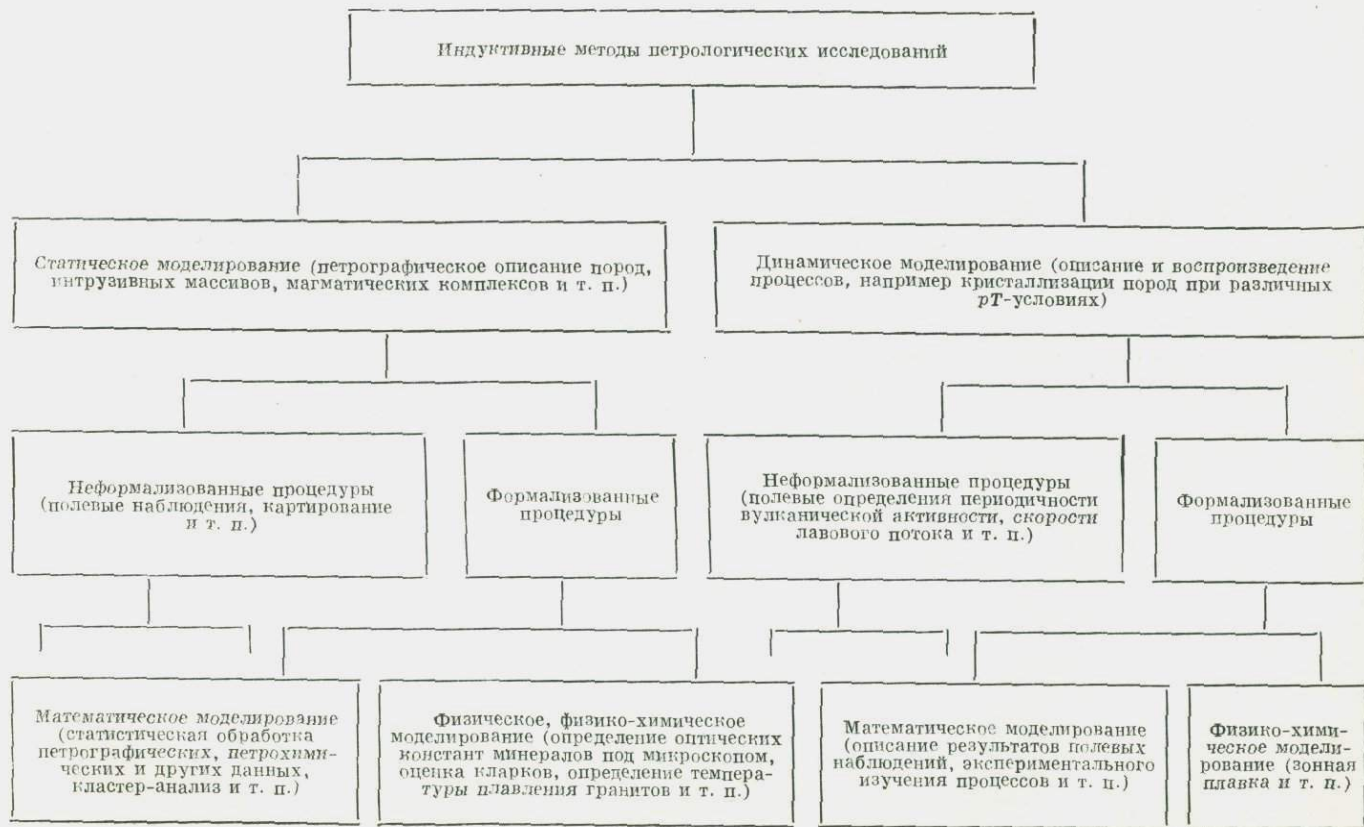 Индуктивные методы петрологических исследований
Статическое моделирование (петрографическое описание пород,
интрузивных массивов, магматических комплексов и т. п.)
Динамическое моделирование (описание и воспроизведение
процессов, например кристаллизации пород при различных
pT-условиях)
Неформализованные процедуры
(полевые наблюдения, картирование
и т. п.)
Формализованные
процедуры
Неформализованные процедуры
(полевые определения периодичности
вулканической активности, скорости
лавового потока и т. п.)
Формализованные
процедуры
Математическое моделирование
(статистическая обработка
петрографических, петрохими-
ческих и других данных,
кластер-анализ и т. п.)
Физическое, физико-химическое
моделирование (определение оптических
констант минералов под микроскопом,
оценка кларков, определение темпера-
туры плавления гранитов и т. п.)
Математическое моделирование
(описание результатов полевых
наблюдений, экспериментального
изучения процессов и т. п.)
Физико-хими-
ческое модели-
рование (зонная
плавка и т. п.)